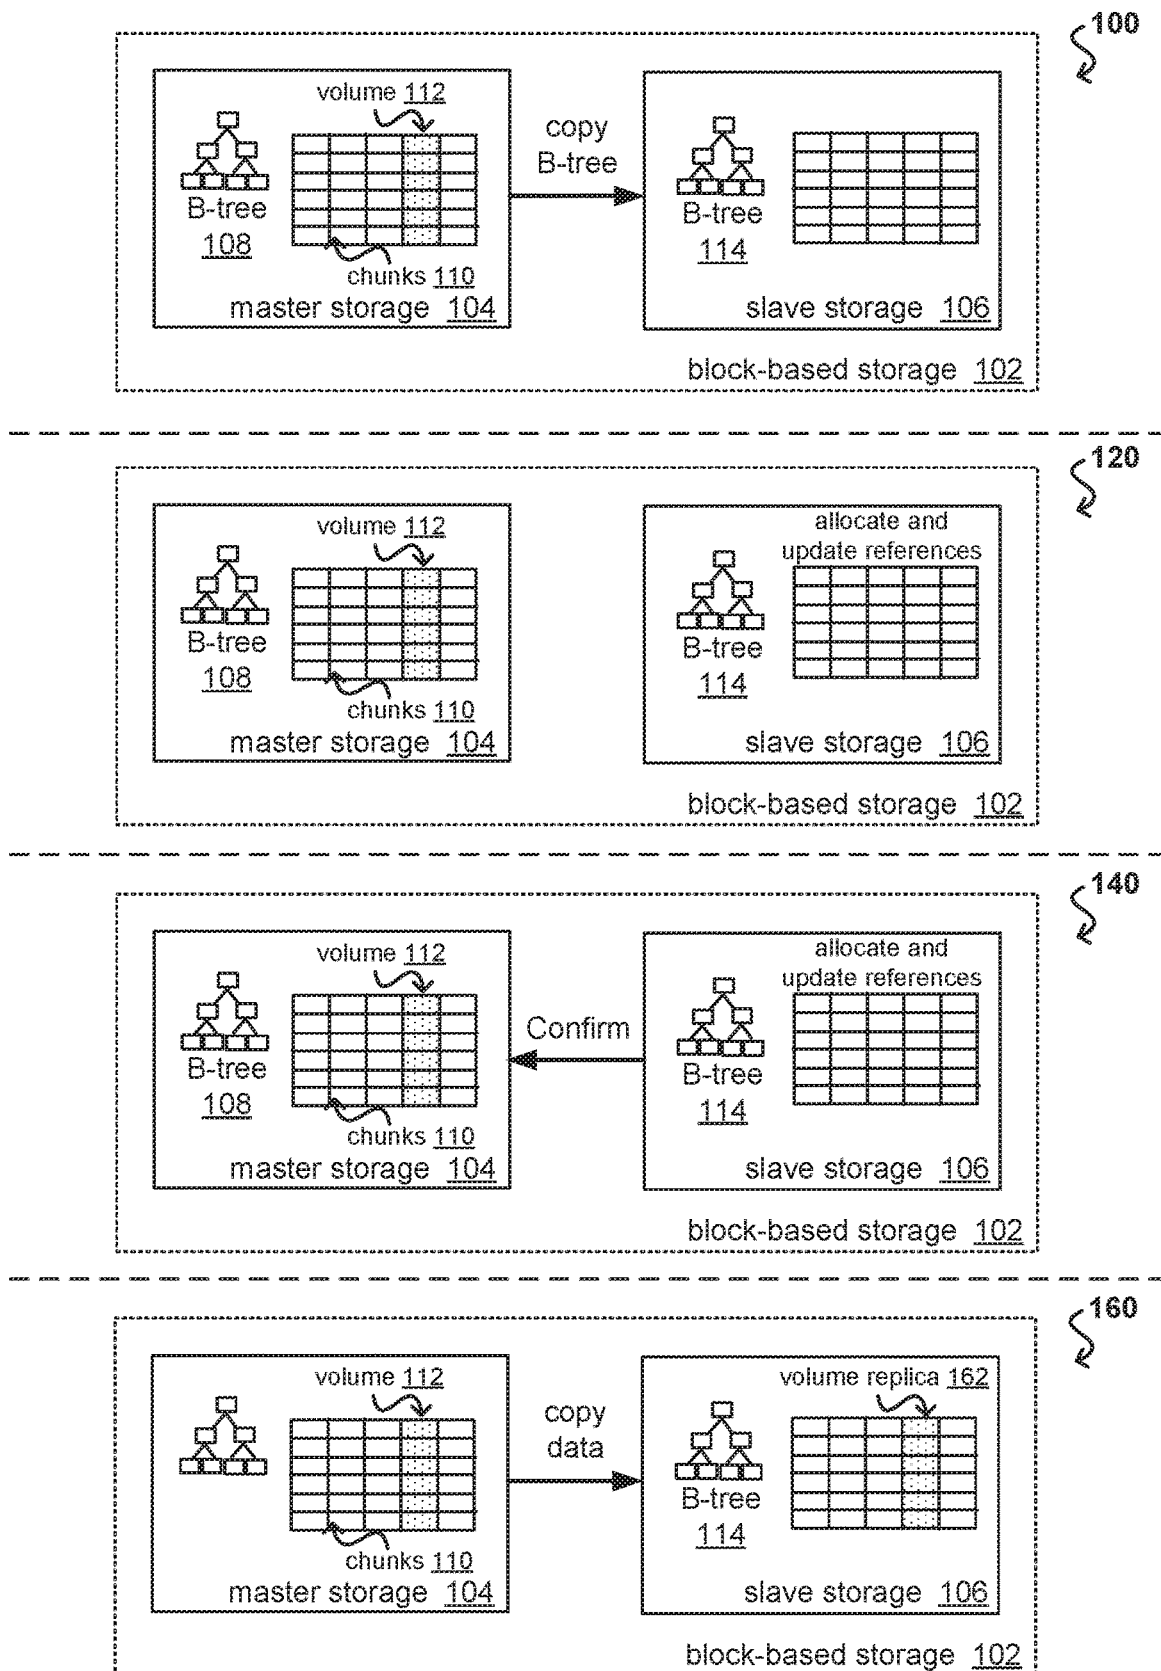 100
volume 112
copy
B-tree
B-tree
108
B-tree
114
chunks 110
master storage 104
slave storage 106
block-based storage 102
120
volume 112
allocate and
update references
B-tree
108
B-tree
114
chunks 110
master storage 104
slave storage 106
block-based storage 102
140
volume 112
allocate and
update references
Confirm
B-tree
108
B-tree
114
chunks 110
master storage 104
slave storage 106
block-based storage 102
160
volume 112
volume replica 162
copy
data
B-tree
114
chunks 110
master storage 104
slave storage 106
block-based storage 102